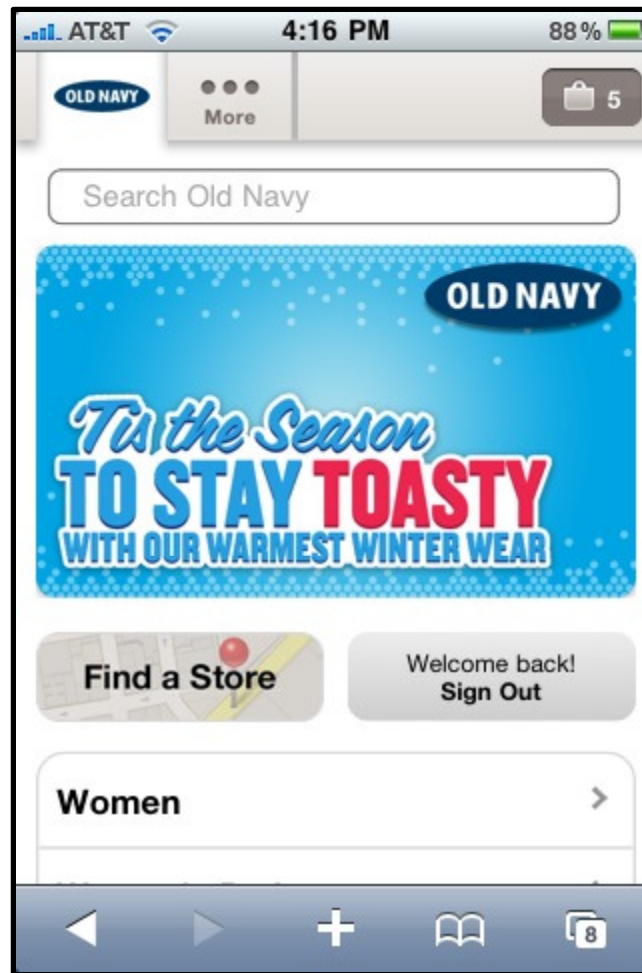 AT&T 4:16 PM 88%
OLD NAVY
More
5
Search Old Navy
OLD NAVY
'Tis the Season
TO STAY TOASTY
WITH OUR WARMEST WINTER WEAR
Find a Store
Welcome back!
Sign Out
Women
8